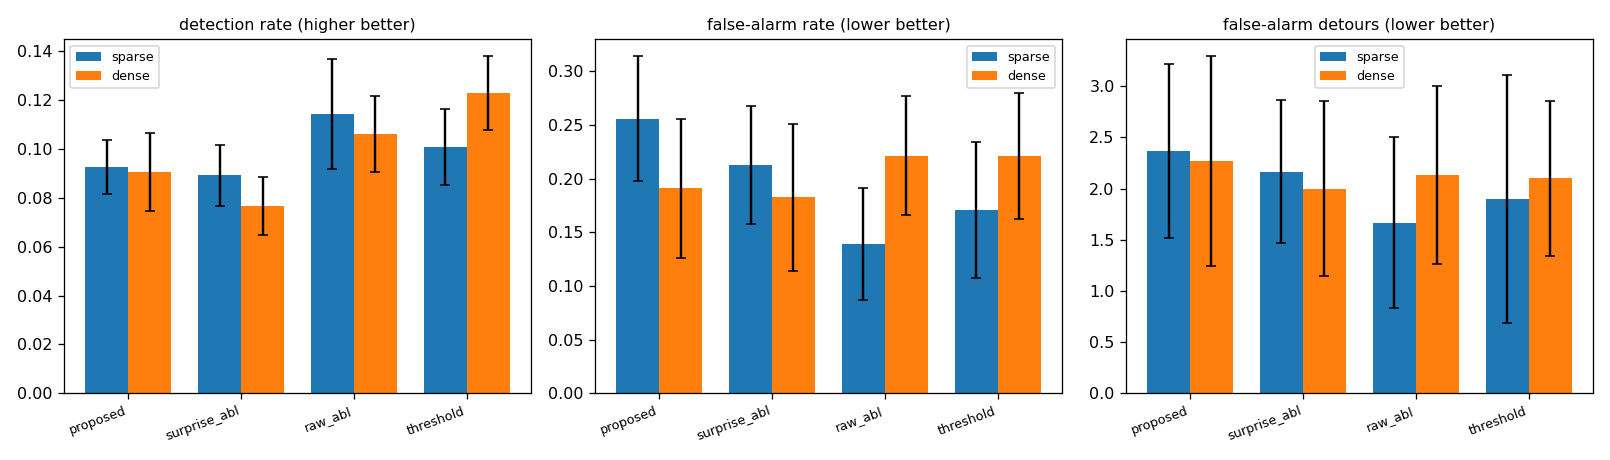 detection rate (higher better)
0.14
0.12
0.10
0.08
0.06
0.04
0.02
0.00
sparse
dense
proposed
surprise_abl
raw_abl
threshold
false-alarm rate (lower better)
0.30
0.25
0.20
0.15
0.10
0.05
0.00
sparse
dense
proposed
surprise_abl
raw_abl
threshold
false-alarm detours (lower better)
3.0
2.5
2.0
1.5
1.0
0.5
0.0
sparse
dense
proposed
surprise_abl
raw_abl
threshold